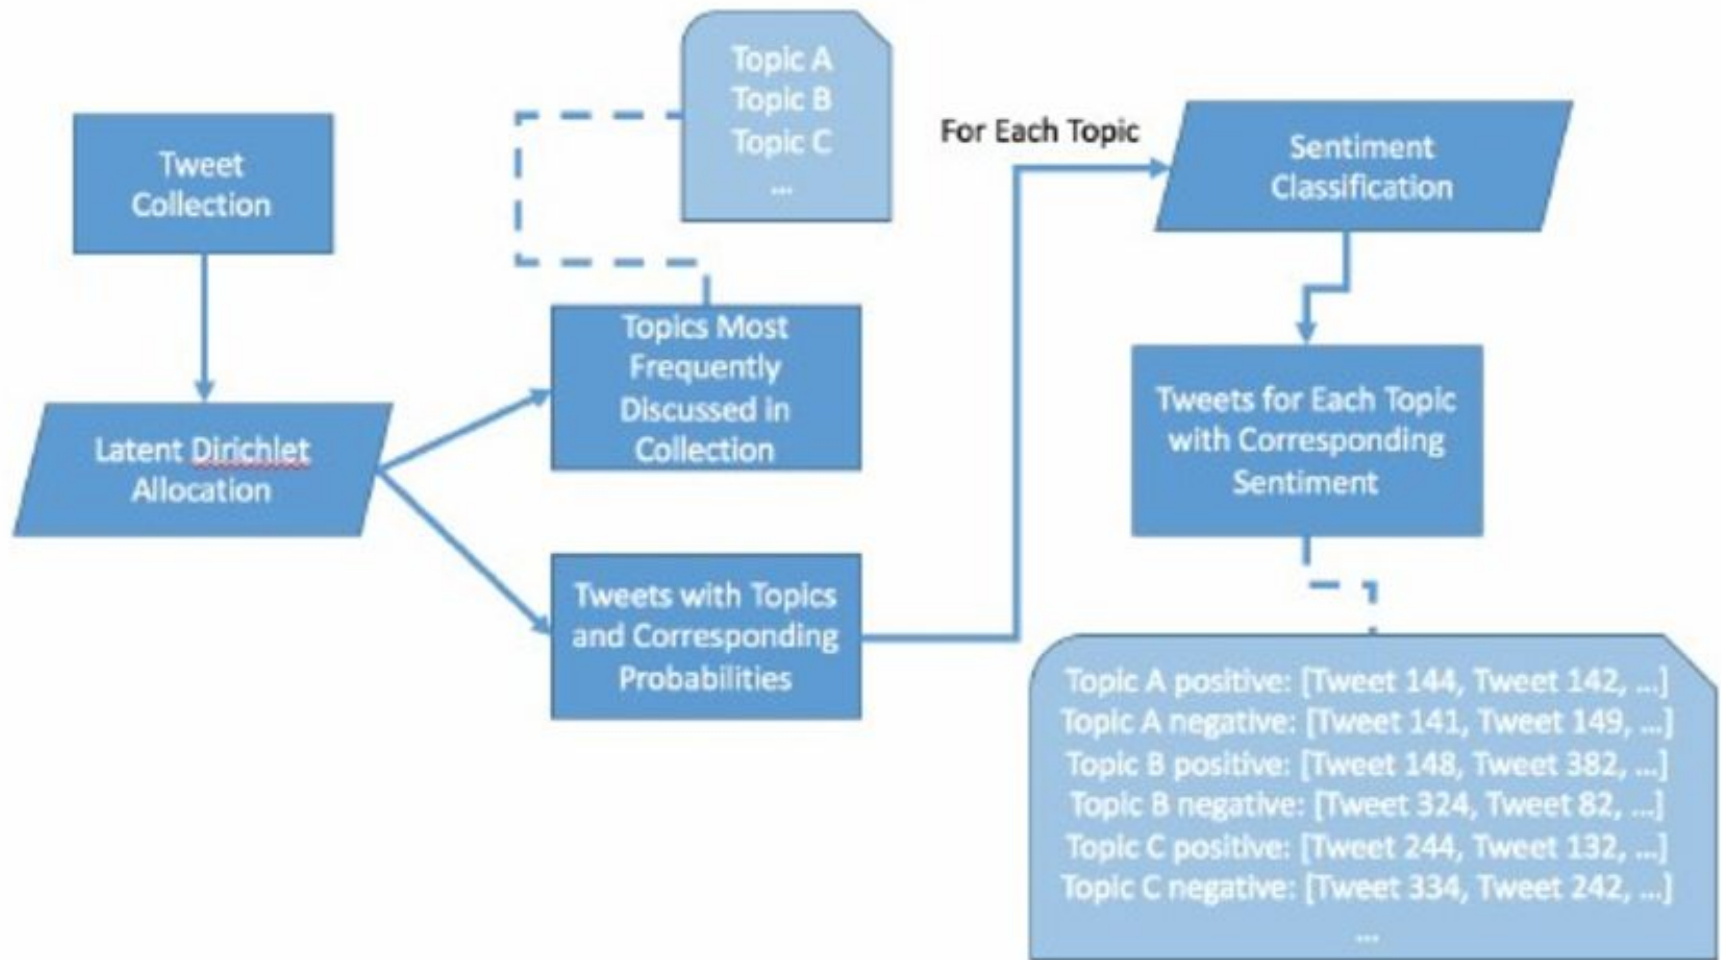 Tweet
Collection
Latent Dirichlet
Allocation
Topic A
Topic B
Topic C
...
Topics Most
Frequently
Discussed in
Collection
Tweets with Topics
and Corresponding
Probabilities
For Each Topic
Sentiment
Classification
Tweets for Each Topic
with Corresponding
Sentiment
Topic A positive: [Tweet 144, Tweet 142, ...]
Topic A negative: [Tweet 141, Tweet 149, ...]
Topic B positive: [Tweet 148, Tweet 382, ...]
Topic B negative: [Tweet 324, Tweet 82, ...]
Topic C positive: [Tweet 244, Tweet 132, ...]
Topic C negative: [Tweet 334, Tweet 242, ...]
...